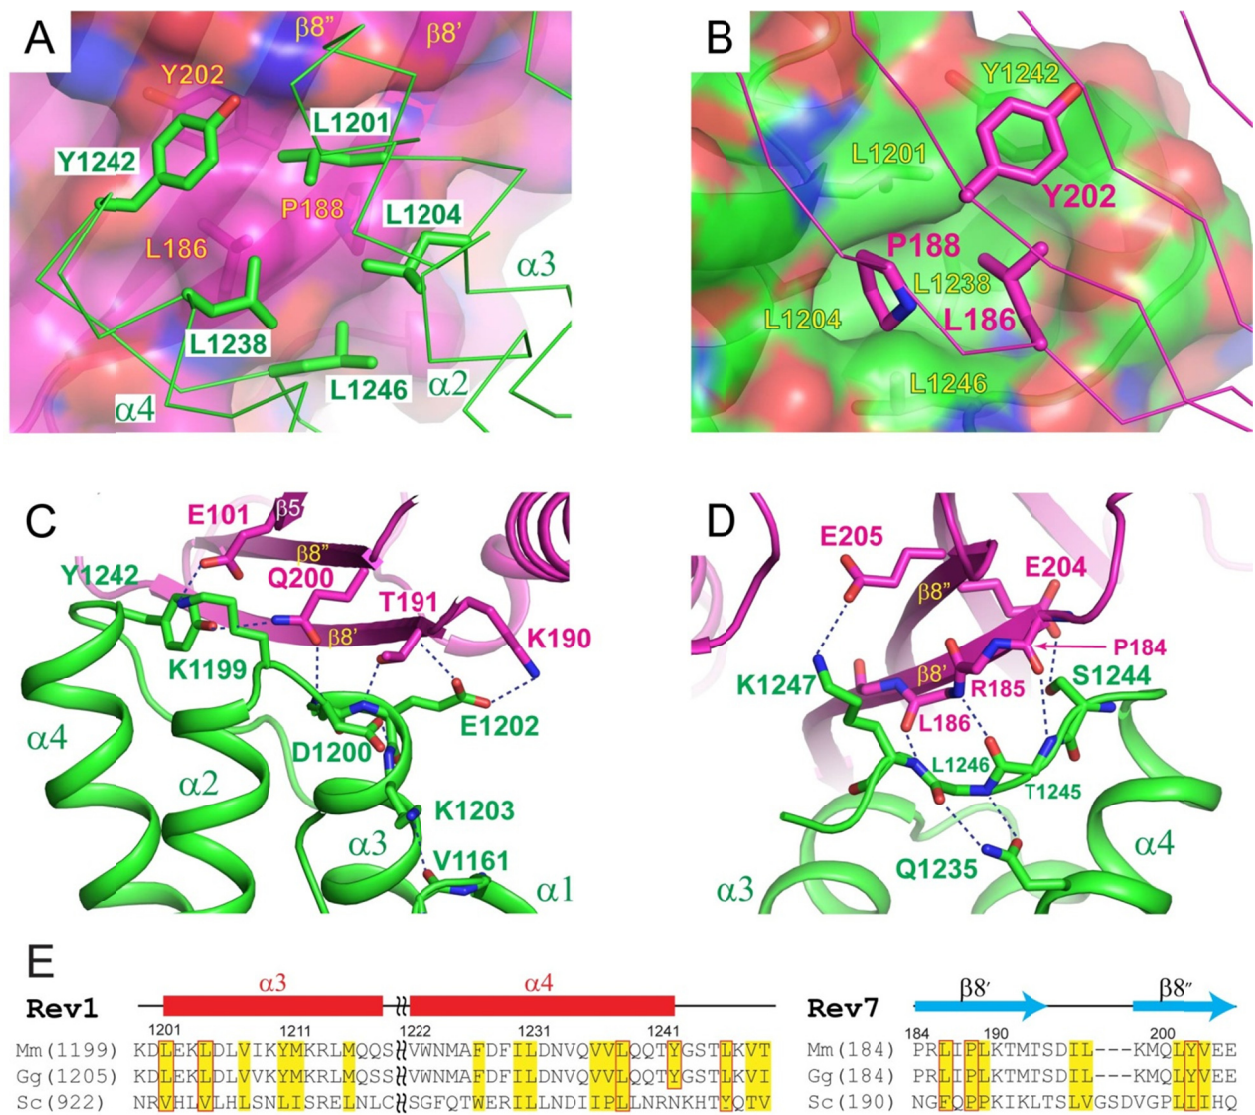 A
β8”
β8’
Y202
L1201
Y1242
P188
L1204
L186
α3
L1238
L1246
α2
α4
B
Y1242
L1201
Y202
P188
L1238
L1204
L186
L1246
C
E101
β5
β8”
Y1242
Q200
T191
β8’
K190
K1199
E1202
D1200
α4
α2
K1203
α3
V1161
α1
D
E205
E204
β8”
P184
β8’
K1247
R185
S1244
L186
L1246
T1245
α4
Q1235
α3
E
α3 α4
Rev1
1201 1211 1222 1231 1241
Mm(1199) KDLEKLDLVIKYMKRLMQQS VWNMAFDFILDNVQVVLQQTYGSTLKVT
Gg(1205) KDLEKLDVVIKYMKRLMQSS VWNMAFDFILDNVQVVLQQTYGSTLKVI
Sc(922) NRVHLVLHLSNLISRELNLC SGFQTWERILLNDIIPLLNRNKHTYQTV
β8’ β8”
Rev7
184 190 200
Mm(184) PRLIPLKTMTSDIL---KMQLYVEE
Gg(184) PRLIPLKTMTSDIL---KMQLYVEE
Sc(190) NGFQPPKIKLTSLVGSDVGPLIIHQ